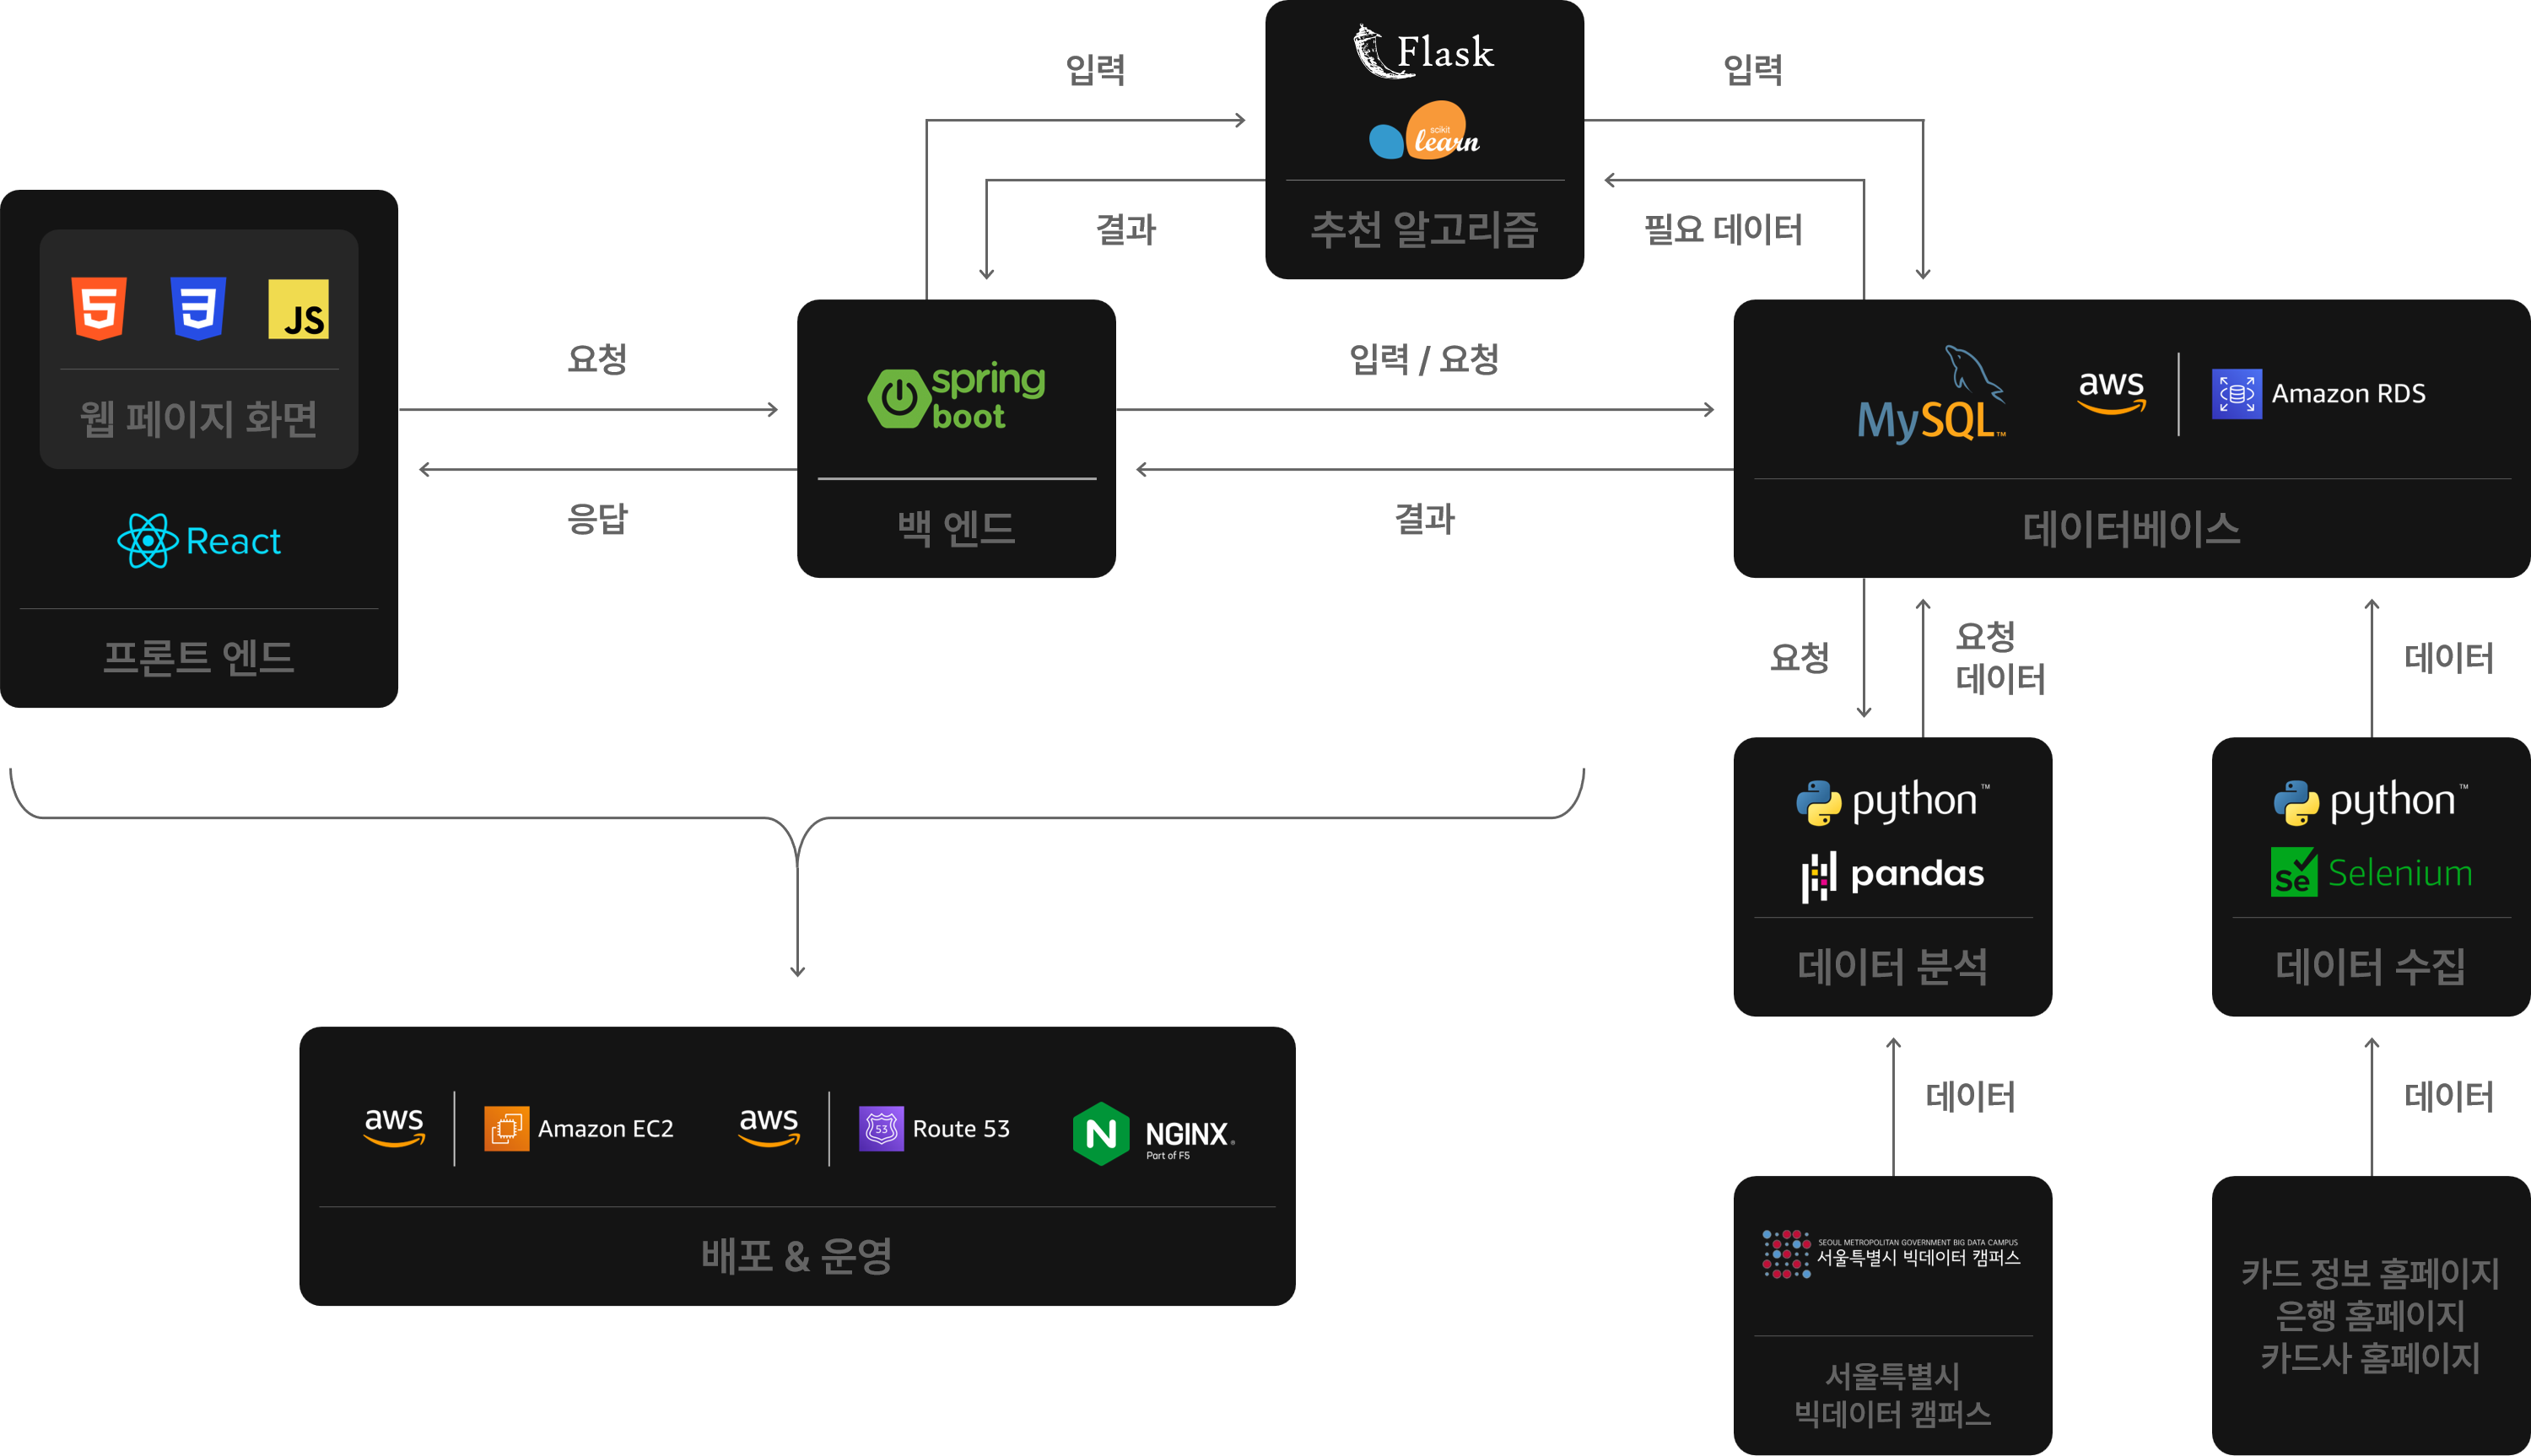 Flask
scikit
learn
추천 알고리즘
입력
입력
결과
필요 데이터
JS
웹 페이지 화면
React
프론트 엔드
요청
응답
spring
boot
백 엔드
입력 / 요청
결과
MySQL™
aws
Amazon RDS
데이터베이스
요청
요청
데이터
데이터
python™
pandas
데이터 분석
python™
Se Selenium
데이터 수집
aws
Amazon EC2
aws
53
Route 53
N
NGINX®
Part of F5
배포 & 운영
데이터
데이터
SEOUL METROPOLITAN GOVERNMENT BIG DATA CAMPUS
서울특별시 빅데이터 캠퍼스
서울특별시
빅데이터 캠퍼스
카드 정보 홈페이지
은행 홈페이지
카드사 홈페이지